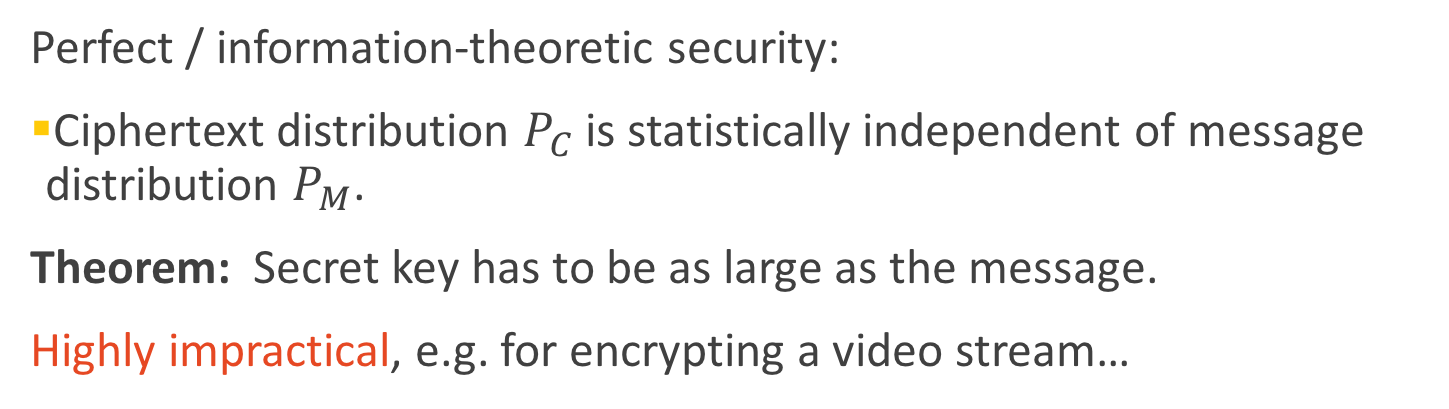 Perfect / information-theoretic security:
▪Ciphertext distribution P_C is statistically independent of message
distribution P_M.
Theorem: Secret key has to be as large as the message.
Highly impractical, e.g. for encrypting a video stream…